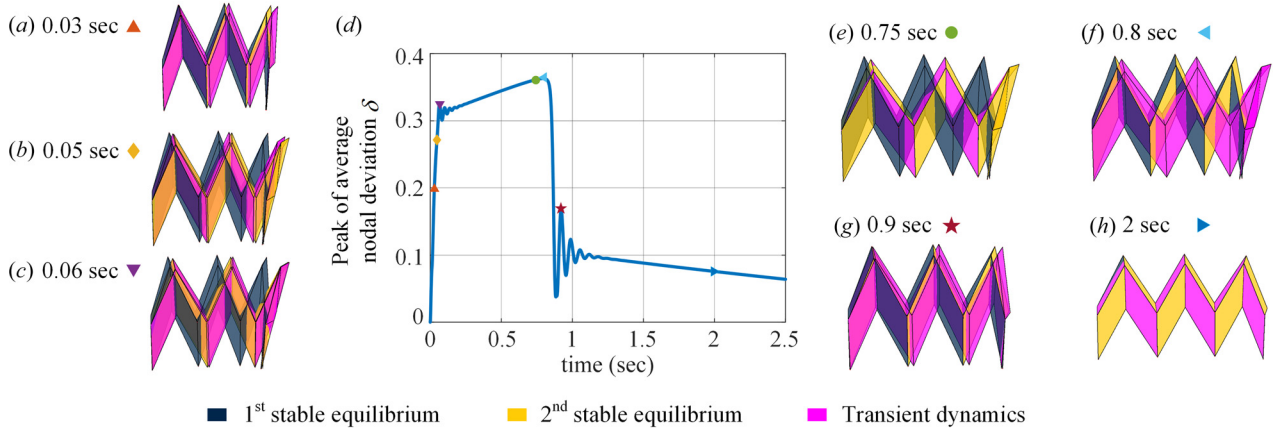 (a) 0.03 sec
(b) 0.05 sec
(c) 0.06 sec
(d)
Peak of average
nodal deviation δ
0.4
0.3
0.2
0.1
0
0 0.5 1 1.5 2 2.5
time (sec)
(e) 0.75 sec
(f) 0.8 sec
(g) 0.9 sec
(h) 2 sec
1st stable equilibrium
2nd stable equilibrium
Transient dynamics